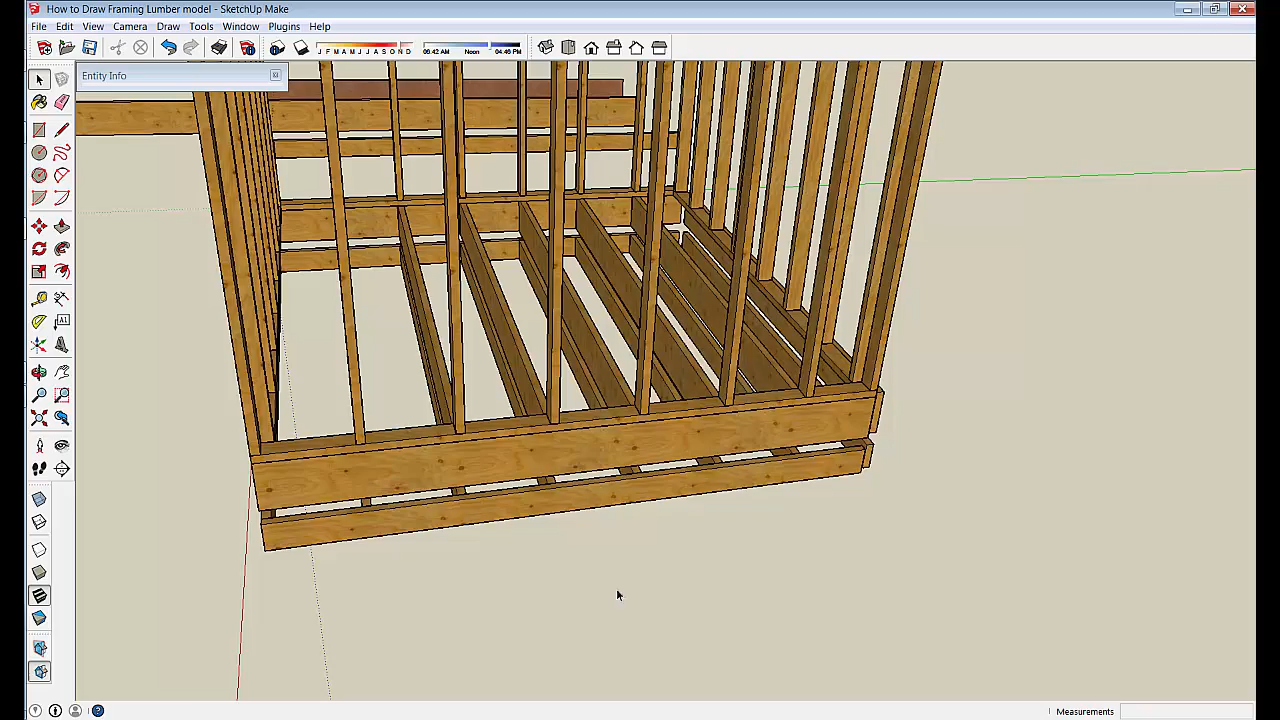 How to Draw Framing Lumber model - SketchUp Make
File Edit View Camera Draw Tools Window Plugins Help
J F M A M J J A S O N D 06:42 AM Noon 04:46 PM
Entity Info
A1
Measurements